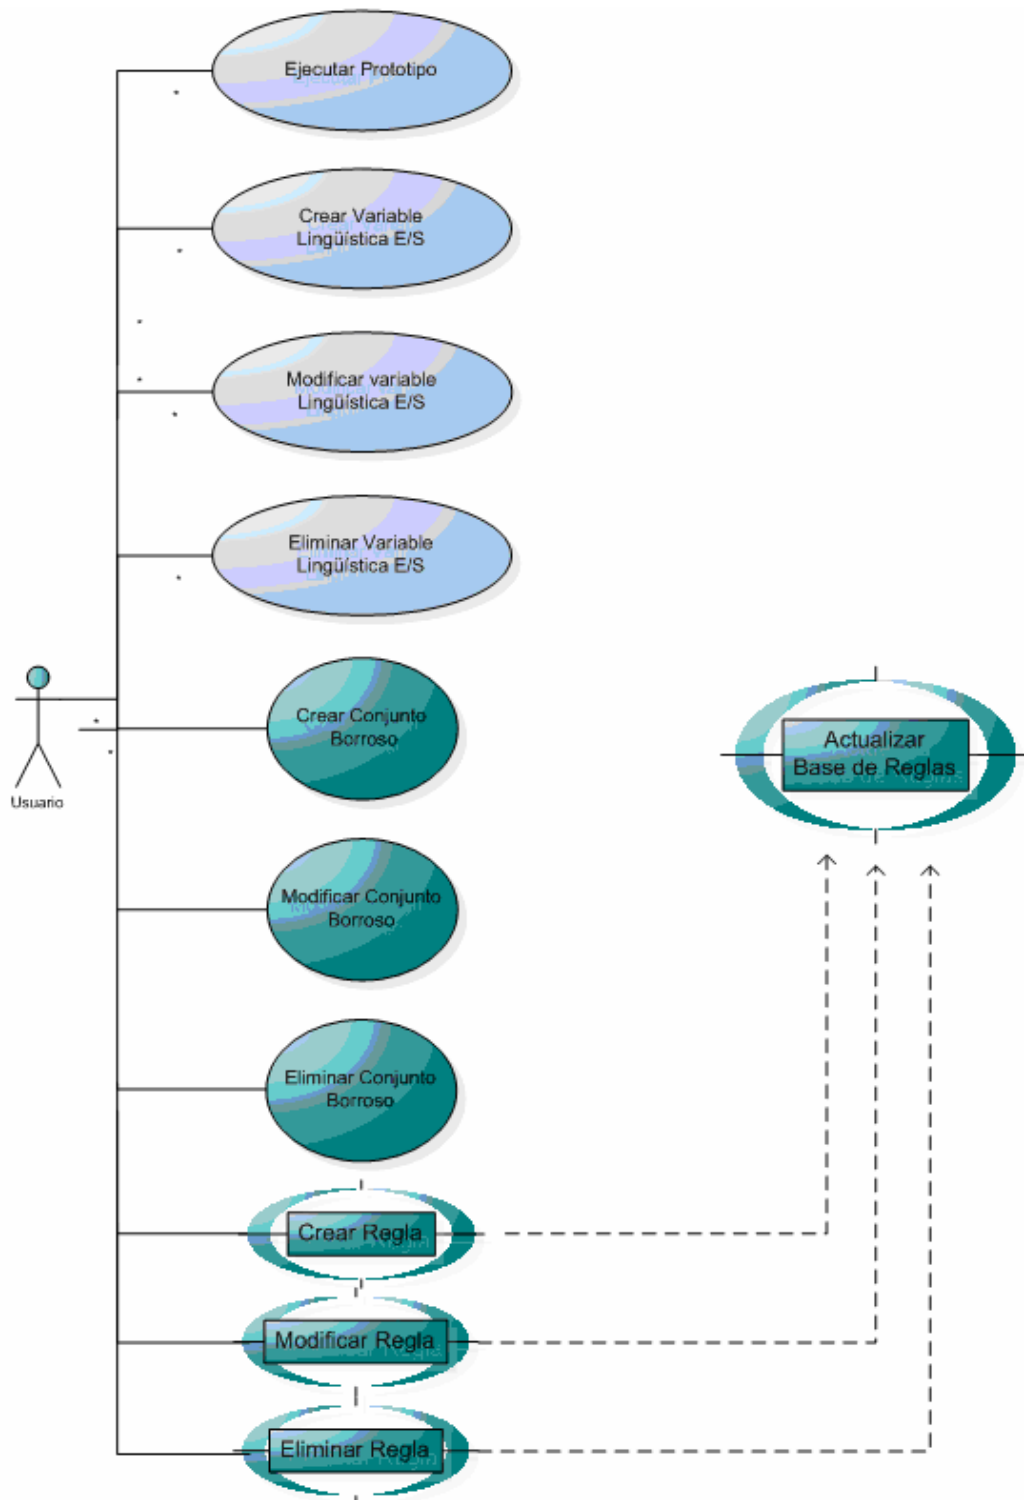 Ejecutar Prototipo
Crear Variable
Lingüística E/S
Modificar variable
Lingüística E/S
Eliminar Variable
Lingüística E/S
Usuario
Crear Conjunto
Borroso
Actualizar
Base de Reglas
Modificar Conjunto
Borroso
Eliminar Conjunto
Borroso
Crear Regla
Modificar Regla
Eliminar Regla